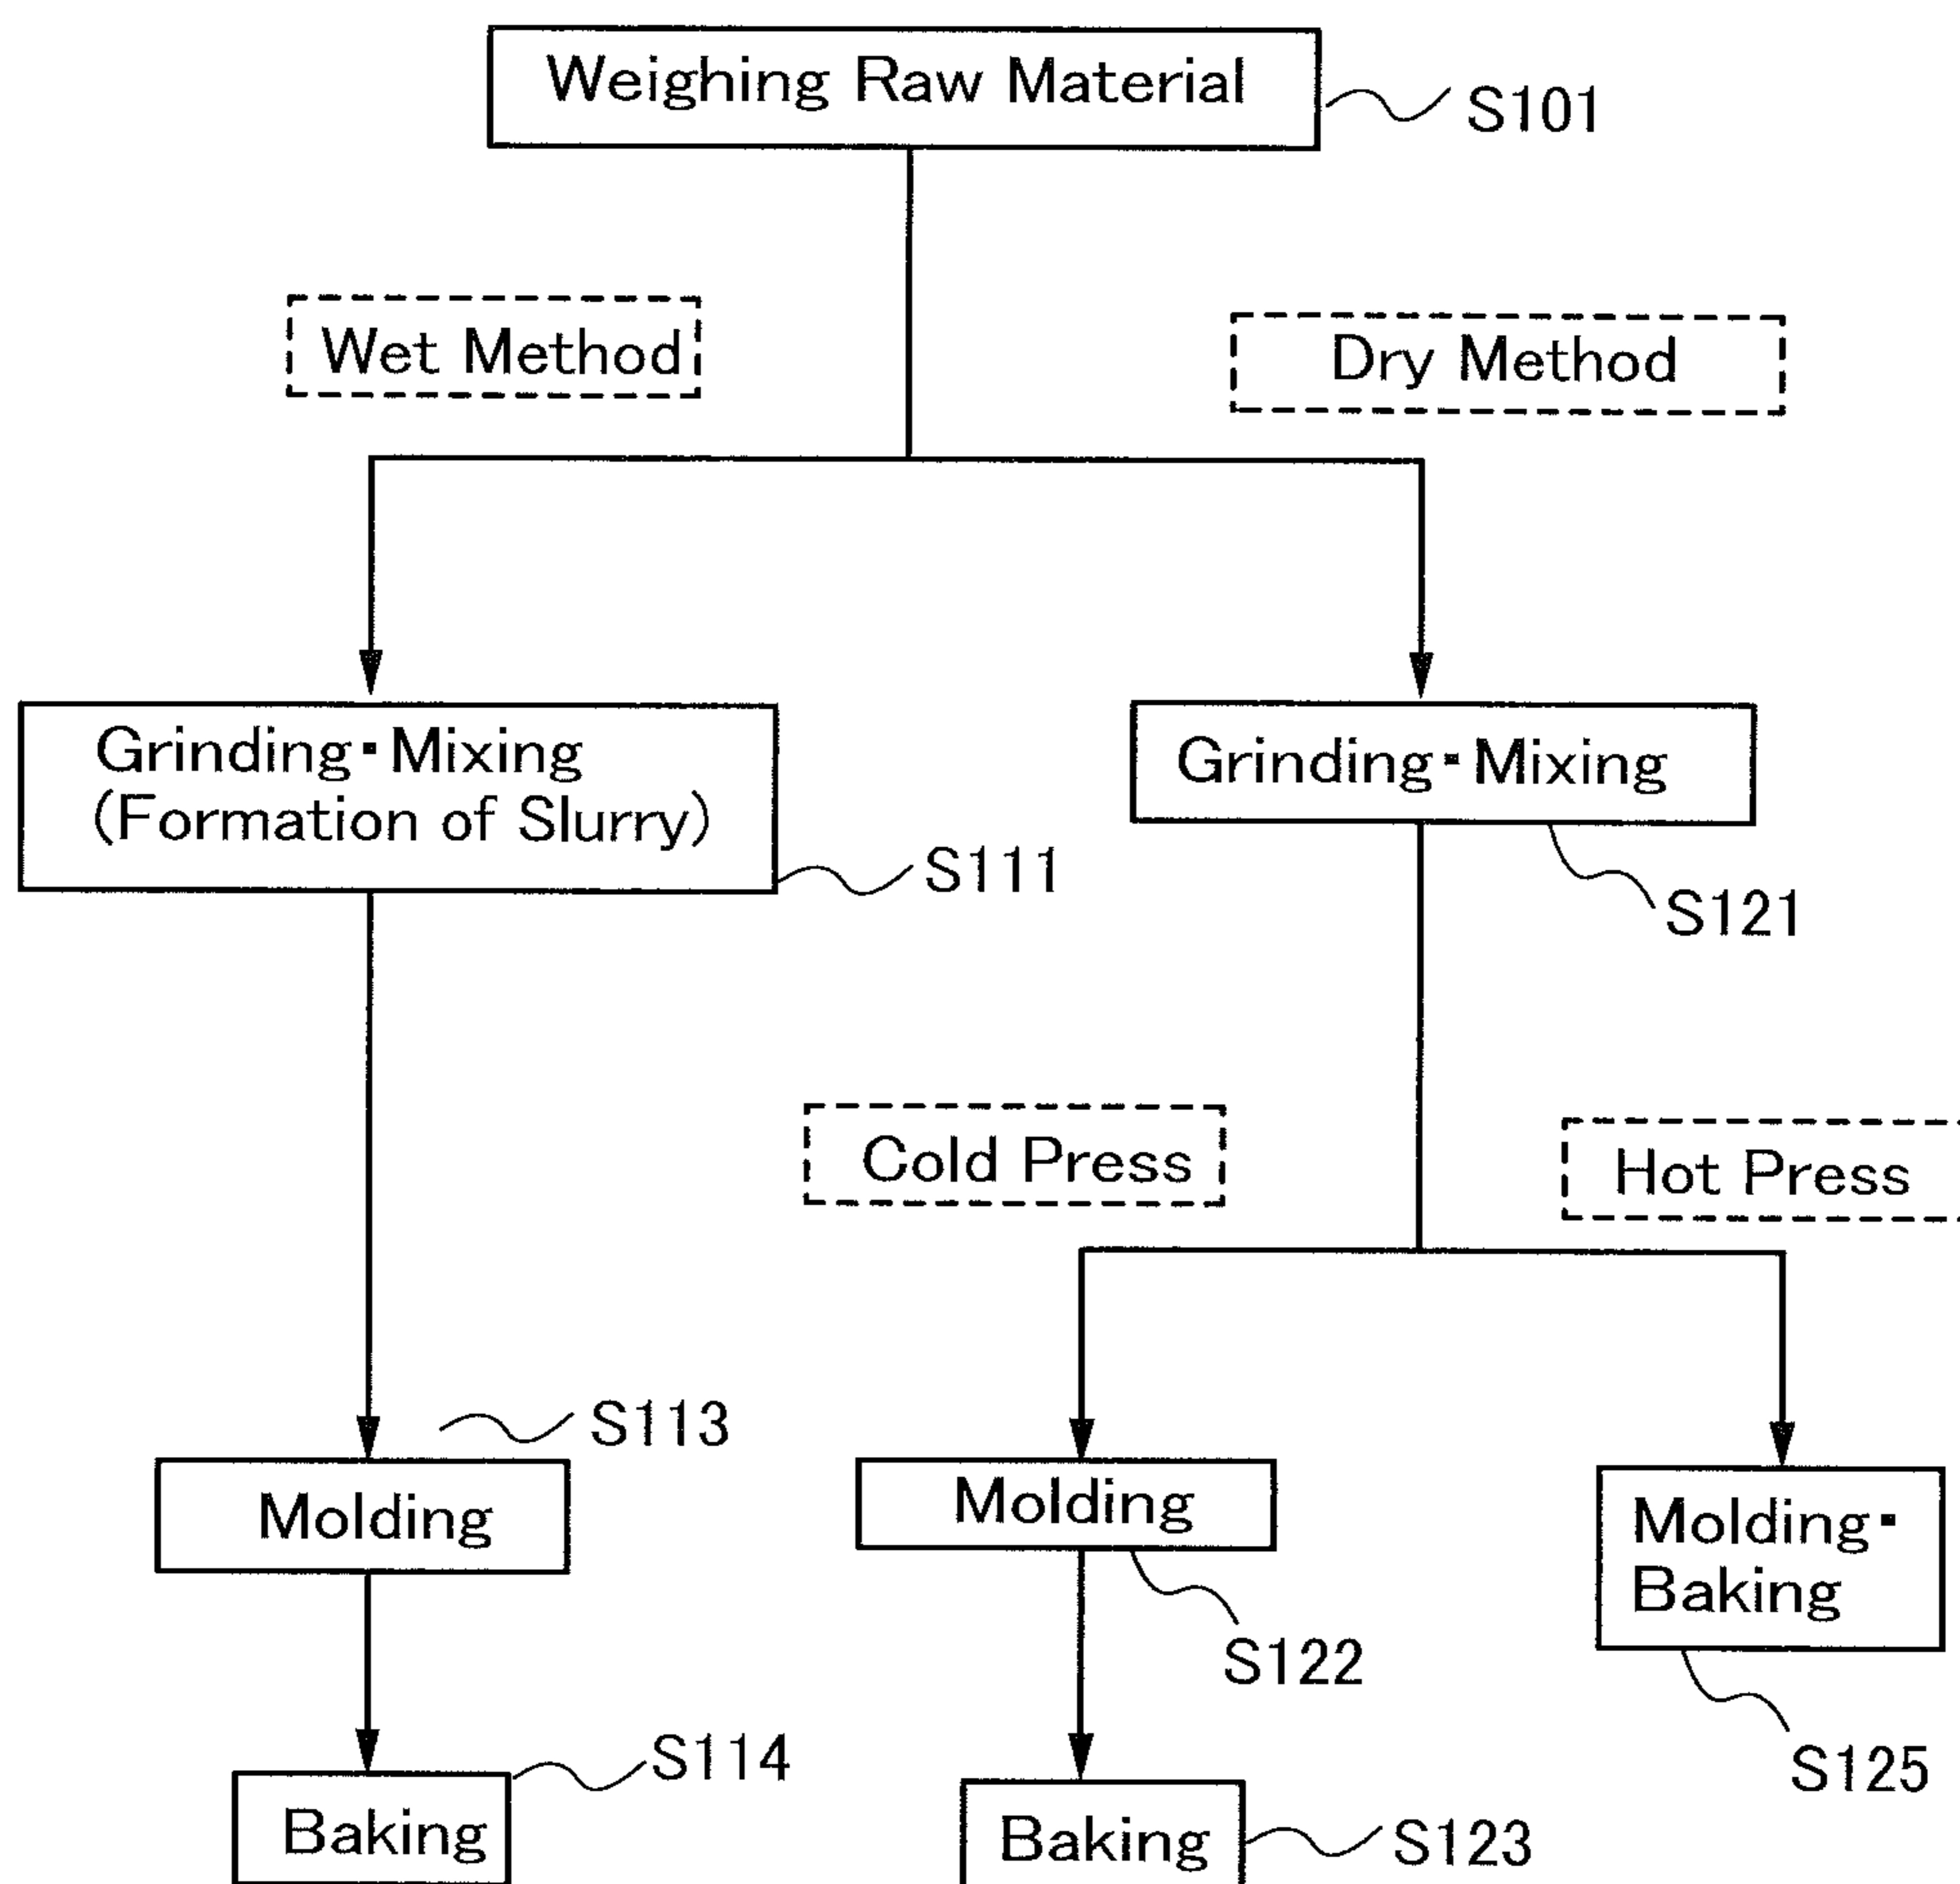 Weighing Raw Material
S101
Wet Method
Dry Method
Grinding▪Mixing
(Formation of Slurry)
S111
Grinding▪Mixing
S121
Cold Press
Hot Press
S113
Molding
Molding
S122
Molding▪
Baking
S125
S114
Baking
Baking
S123